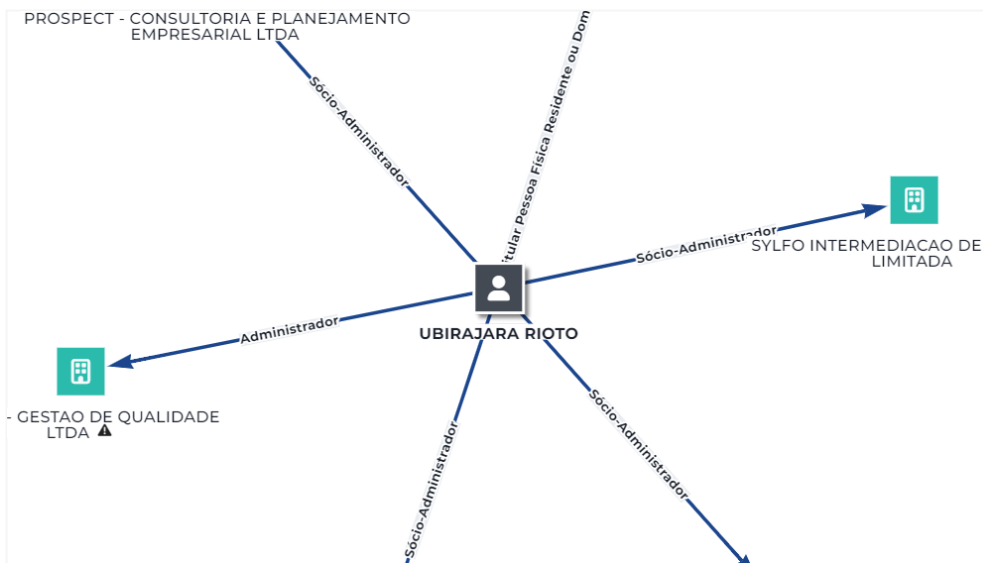 PROSPECT - CONSULTORIA E PLANEJAMENTO
EMPRESARIAL LTDA
Sócio-Administrador
itular Pessoa Física Residente ou Dom
Sócio-Administrador
SYLFO INTERMEDIACAO DE
LIMITADA
UBIRAJARA RIOTO
Administrador
- GESTAO DE QUALIDADE
LTDA
Sócio-Administrador
Sócio-Administrador